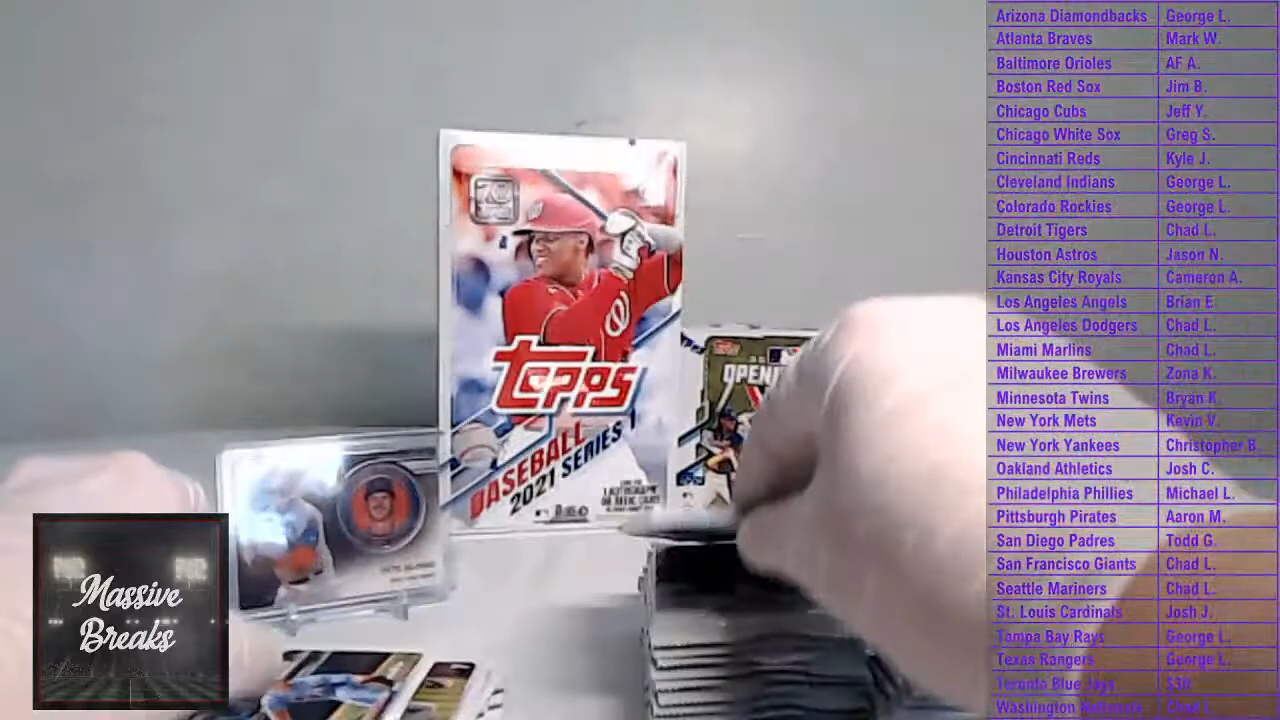 Arizona Diamondbacks George L.
Atlanta Braves Mark W.
Baltimore Orioles AF A.
Boston Red Sox Jim B.
Chicago Cubs Jeff Y.
Chicago White Sox Greg S.
Cincinnati Reds Kyle J.
Cleveland Indians George L.
Colorado Rockies George L.
Detroit Tigers Chad L.
Houston Astros Jason N.
Kansas City Royals Cameron A.
Los Angeles Angels Brian E.
Los Angeles Dodgers Chad L.
Miami Marlins Chad L.
Milwaukee Brewers Zona K.
Minnesota Twins Bryan K.
New York Mets Kevin V.
New York Yankees Christopher B.
Oakland Athletics Josh C.
Philadelphia Phillies Michael L.
Pittsburgh Pirates Aaron M.
San Diego Padres Todd G.
San Francisco Giants Chad L.
Seattle Mariners Chad L.
St. Louis Cardinals Josh J.
Tampa Bay Rays George L.
Texas Rangers George L.
Toronto Blue Jays
Washington Nationals Chad L.
70
topps
BASEBALL
2021 SERIES 1
OPENI
Massive
Breaks